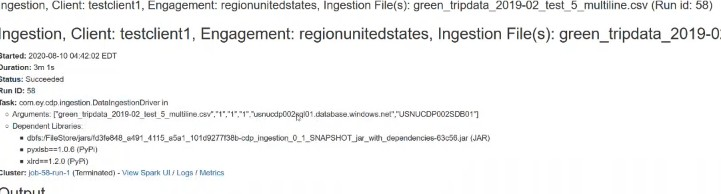 ngestion, Client: testclient1, Engagement: regionunitedstates, Ingestion File(s): green_tripdata_2019-02_test_5_multiline.csv (Run id: 58)
Ingestion, Client: testclient1, Engagement: regionunitedstates, Ingestion File(s): green_tripdata_2019-0
Started: 2020-08-10 04:42:02 EDT
Duration: 3m 1s
Status: Succeeded
Run ID: 58
Task: com.ey.cdp.ingestion.DataIngestionDriver in
Arguments: ["green_tripdata_2019-02_test_5_multiline.csv","1","1","1","usnucdp002sql01.database.windows.net","USNUCDP002SDB01"]
Dependent Libraries:
dbfs:/FileStore/jars/fd3fe648_a491_4115_a5a1_101d9277f38b-cdp_ingestion_0_1_SNAPSHOT_jar_with_dependencies-63c56.jar (JAR)
pyxlsb==1.0.6 (PyPi)
xlrd==1.2.0 (PyPi)
Cluster: job-58-run-1 (Terminated) - View Spark UI / Logs / Metrics
Output